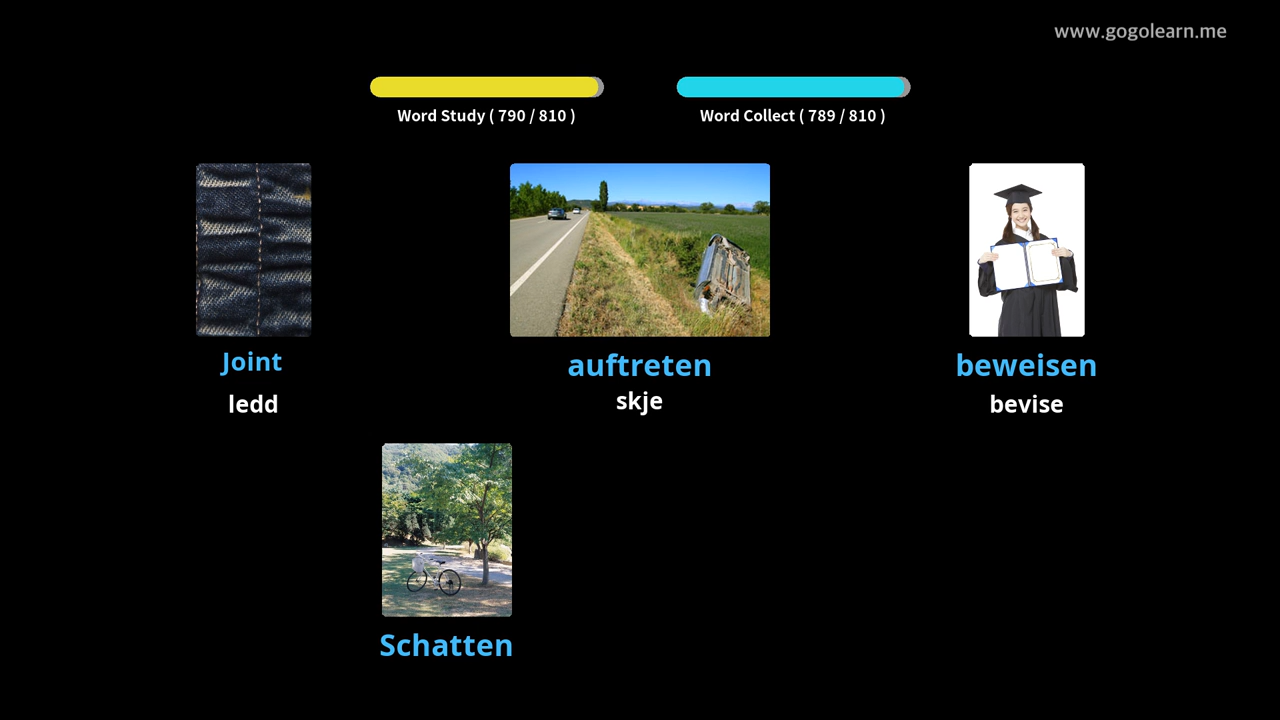 www.gogolearn.me
Word Study ( 790 / 810 )
Word Collect ( 789 / 810 )
Joint
ledd
auftreten
skje
beweisen
bevise
Schatten